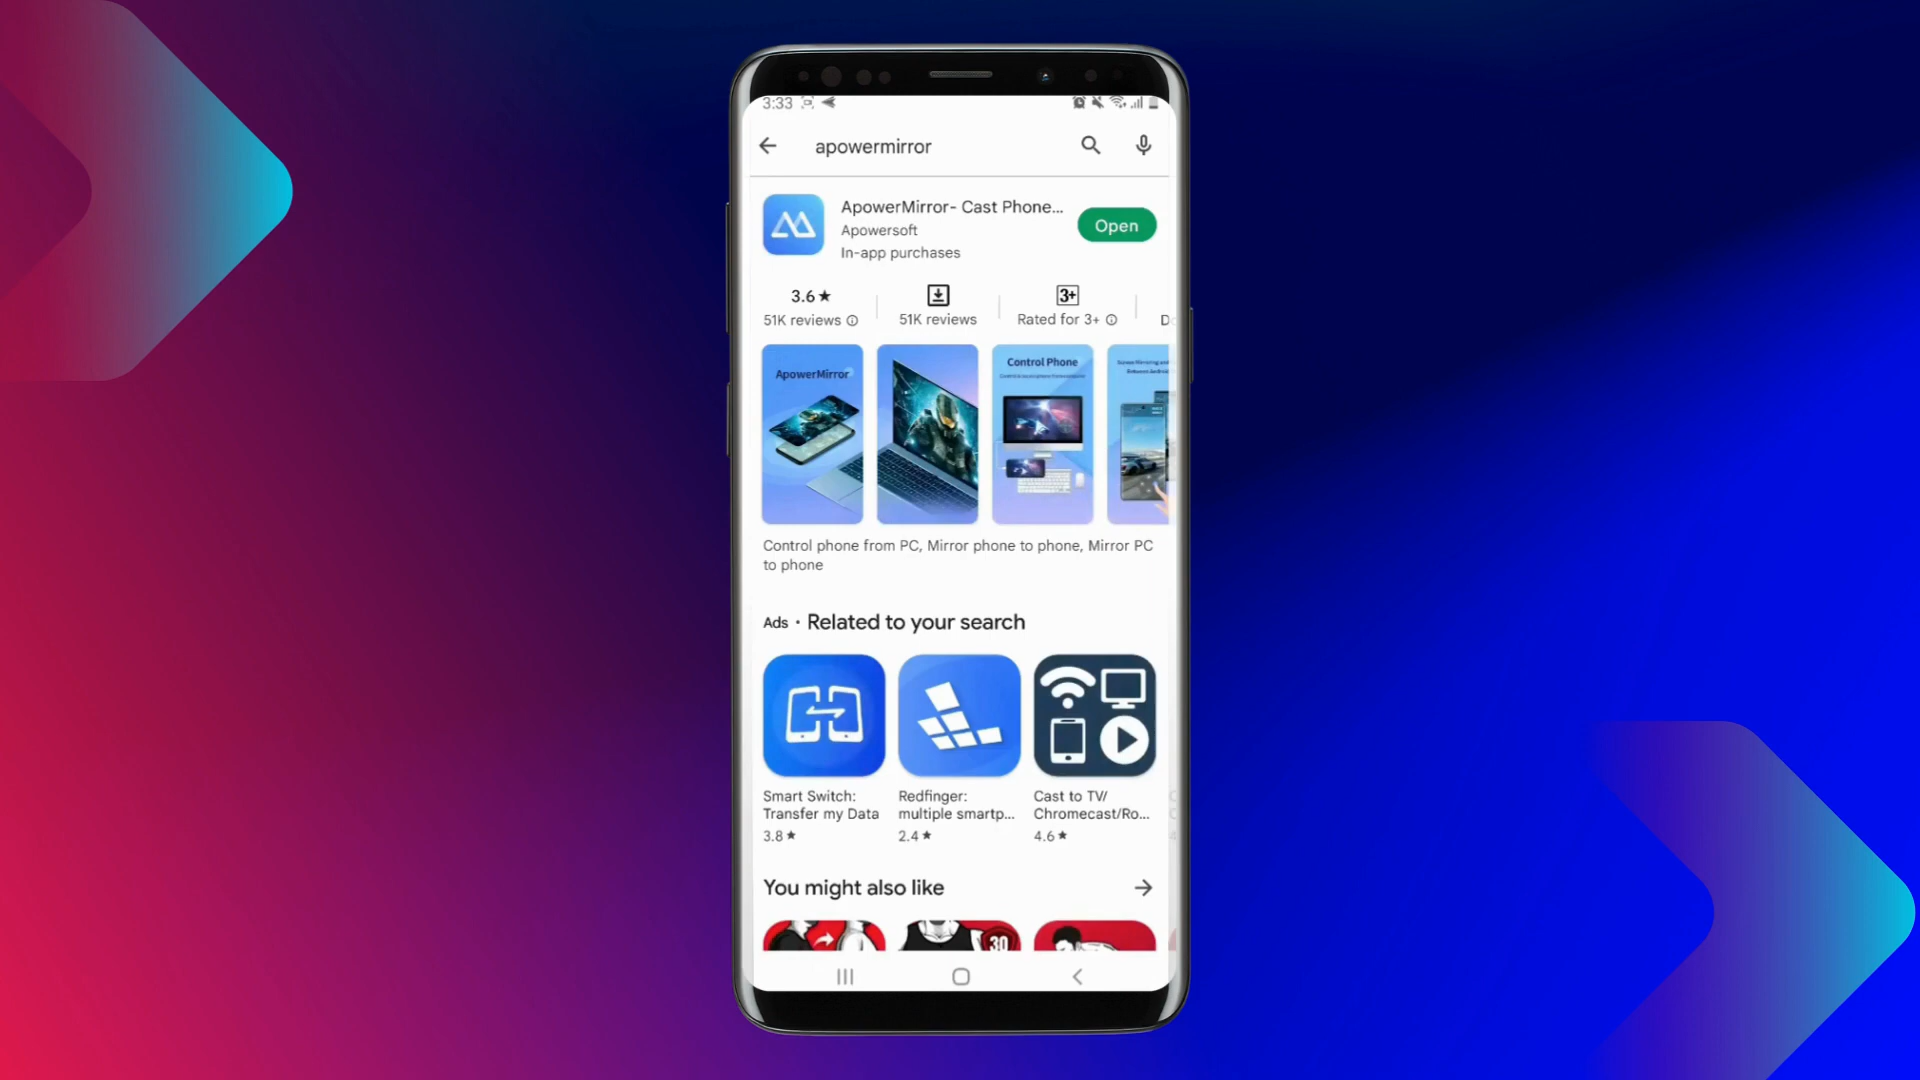 3:33
apowermirror
ApowerMirror- Cast Phone...
Apowersoft
Open
In-app purchases
3.6★
51K reviews
51K reviews
3+
Rated for 3+
ApowerMirror
Control Phone
Control phone from PC, Mirror phone to phone, Mirror PC
to phone
Ads · Related to your search
Smart Switch:
Transfer my Data
3.8★
Redfinger:
multiple smartp...
2.4★
Cast to TV/
Chromecast/Ro...
4.6★
You might also like
30